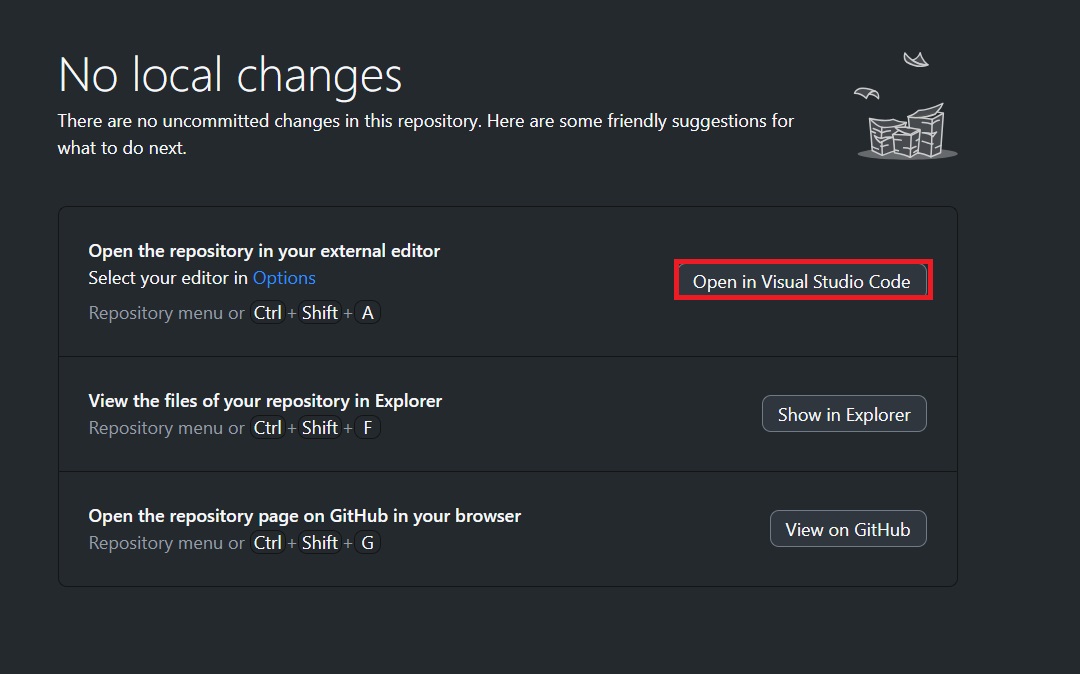 No local changes
There are no uncommitted changes in this repository. Here are some friendly suggestions for
what to do next.
Open the repository in your external editor
Select your editor in Options
Repository menu or Ctrl + Shift + A
Open in Visual Studio Code
View the files of your repository in Explorer
Repository menu or Ctrl + Shift + F
Show in Explorer
Open the repository page on GitHub in your browser
Repository menu or Ctrl + Shift + G
View on GitHub